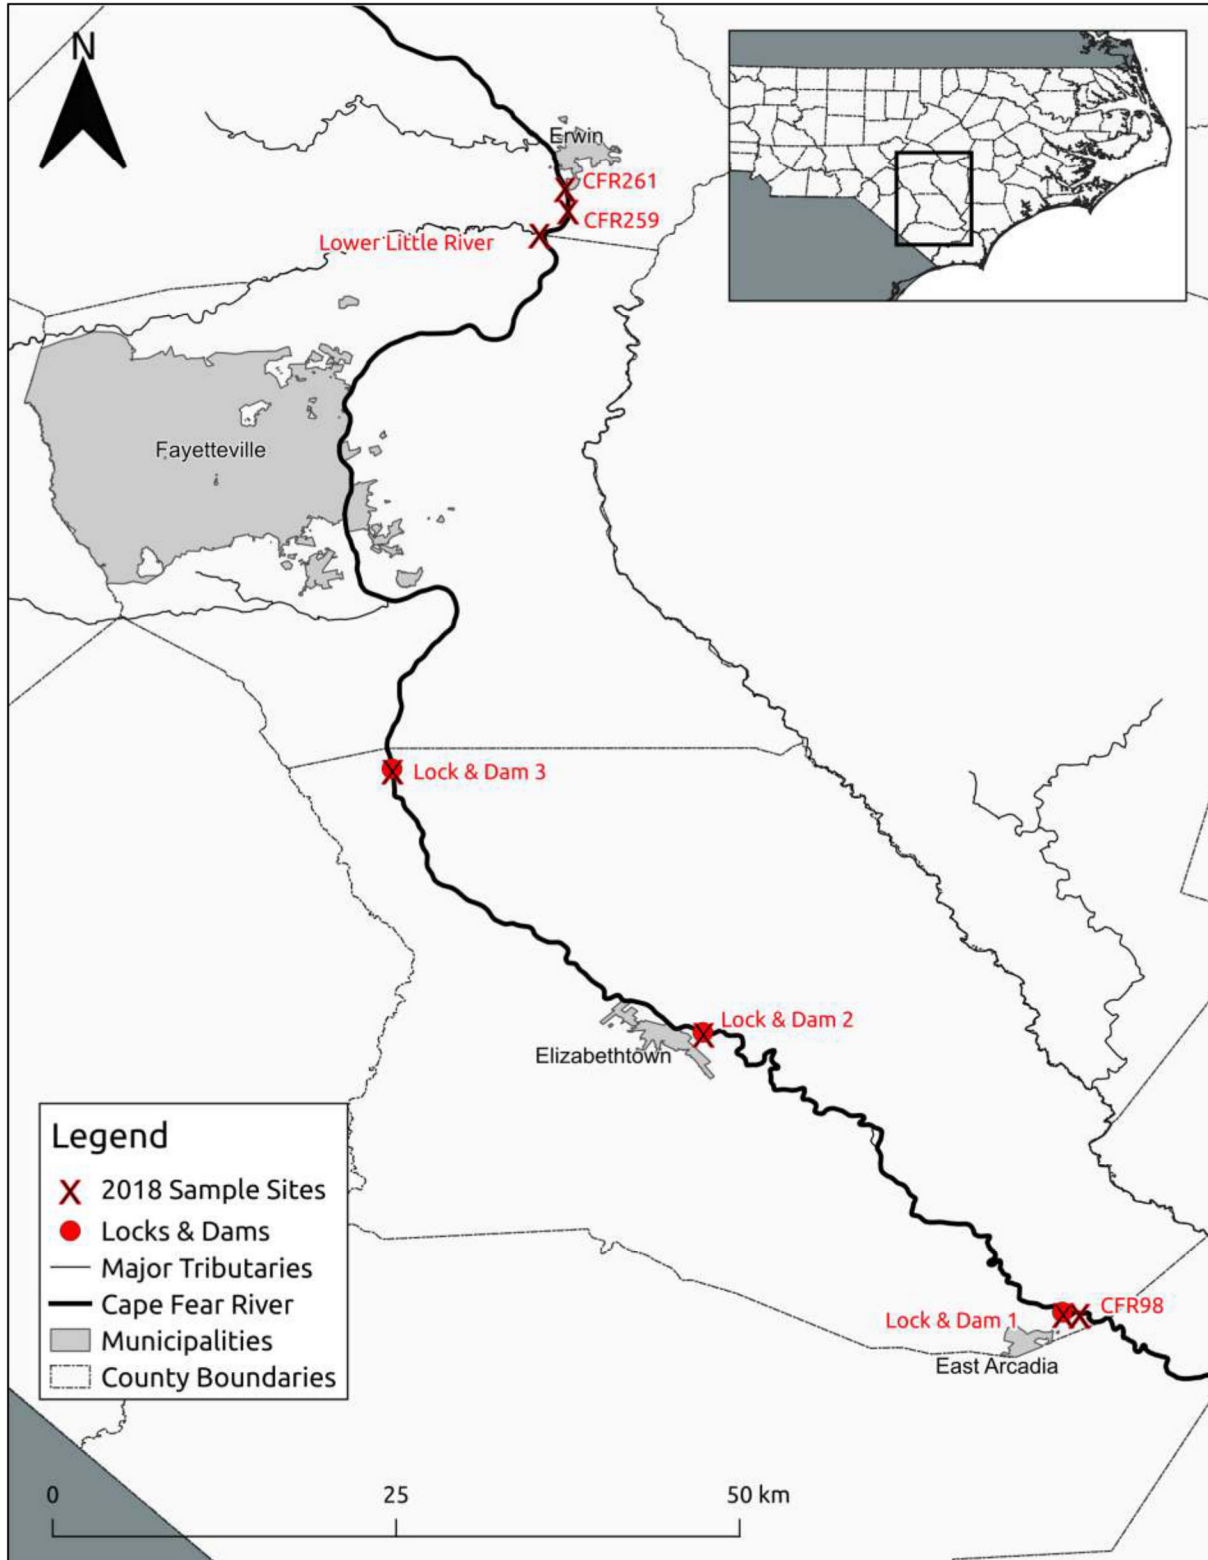 N
Erwin
CFR261
CFR259
Lower Little River
Fayetteville
Lock & Dam 3
Lock & Dam 2
Elizabethtown
CFR98
Lock & Dam 1
East Arcadia
Legend
2018 Sample Sites
Locks & Dams
Major Tributaries
Cape Fear River
Municipalities
County Boundaries
0 25 50 km